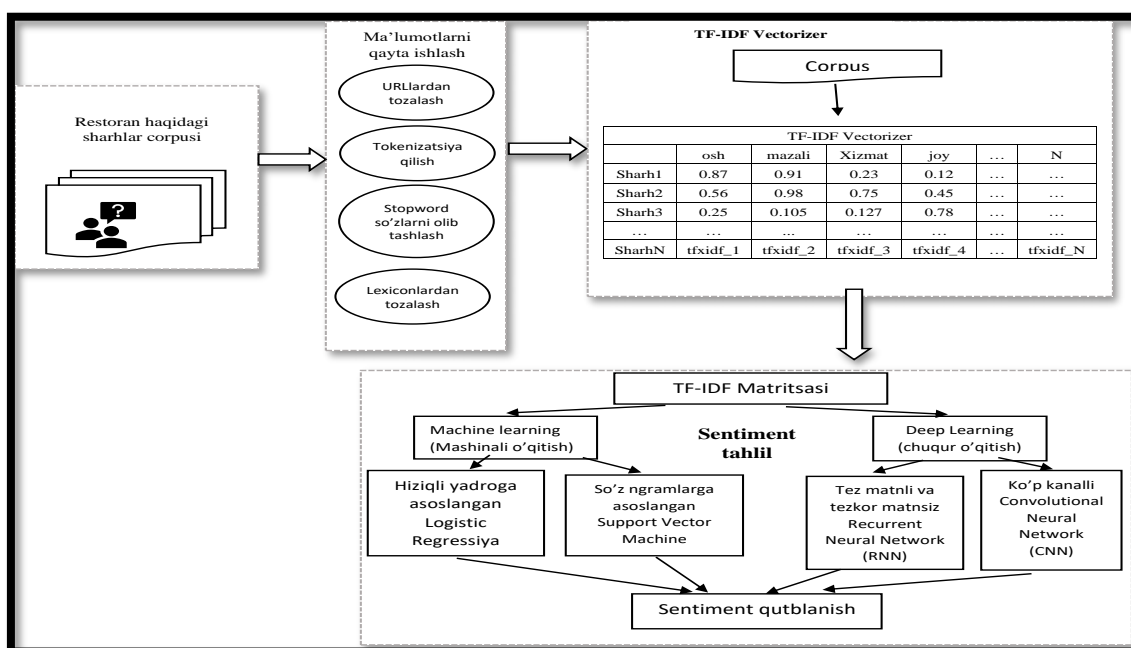 Restoran haqidagi
sharhlar corpusi
?
Ma'lumotlarni
qayta ishlash
URLlardan
tozalash
Tokenizatsiya
qilish
Stopword
so'zlarni olib
tashlash
Lexiconlardan
tozalash
TF-IDF Vectorizer
Corpus
TF-IDF Vectorizer
osh mazali Xizmat joy … N
Sharh1 0.87 0.91 0.23 0.12 … …
Sharh2 0.56 0.98 0.75 0.45 … …
Sharh3 0.25 0.105 0.127 0.78 … …
… … ... … … …
SharhN tfxidf_1 tfxidf_2 tfxidf_3 tfxidf_4 … tfxidf_N
TF-IDF Matritsasi
Machine learning
(Mashinali o'qitish)
Sentiment
tahlil
Deep Learning
(chuqur o'qitish)
Hiziqli yadroga
asoslangan
Logistic
Regressiya
So'z ngramlarga
asoslangan
Support Vector
Machine
Tez matnli va
tezkor matnsiz
Recurrent
Neural Network
(RNN)
Ko'p kanalli
Convolutional
Neural
Network
(CNN)
Sentiment qutblanish